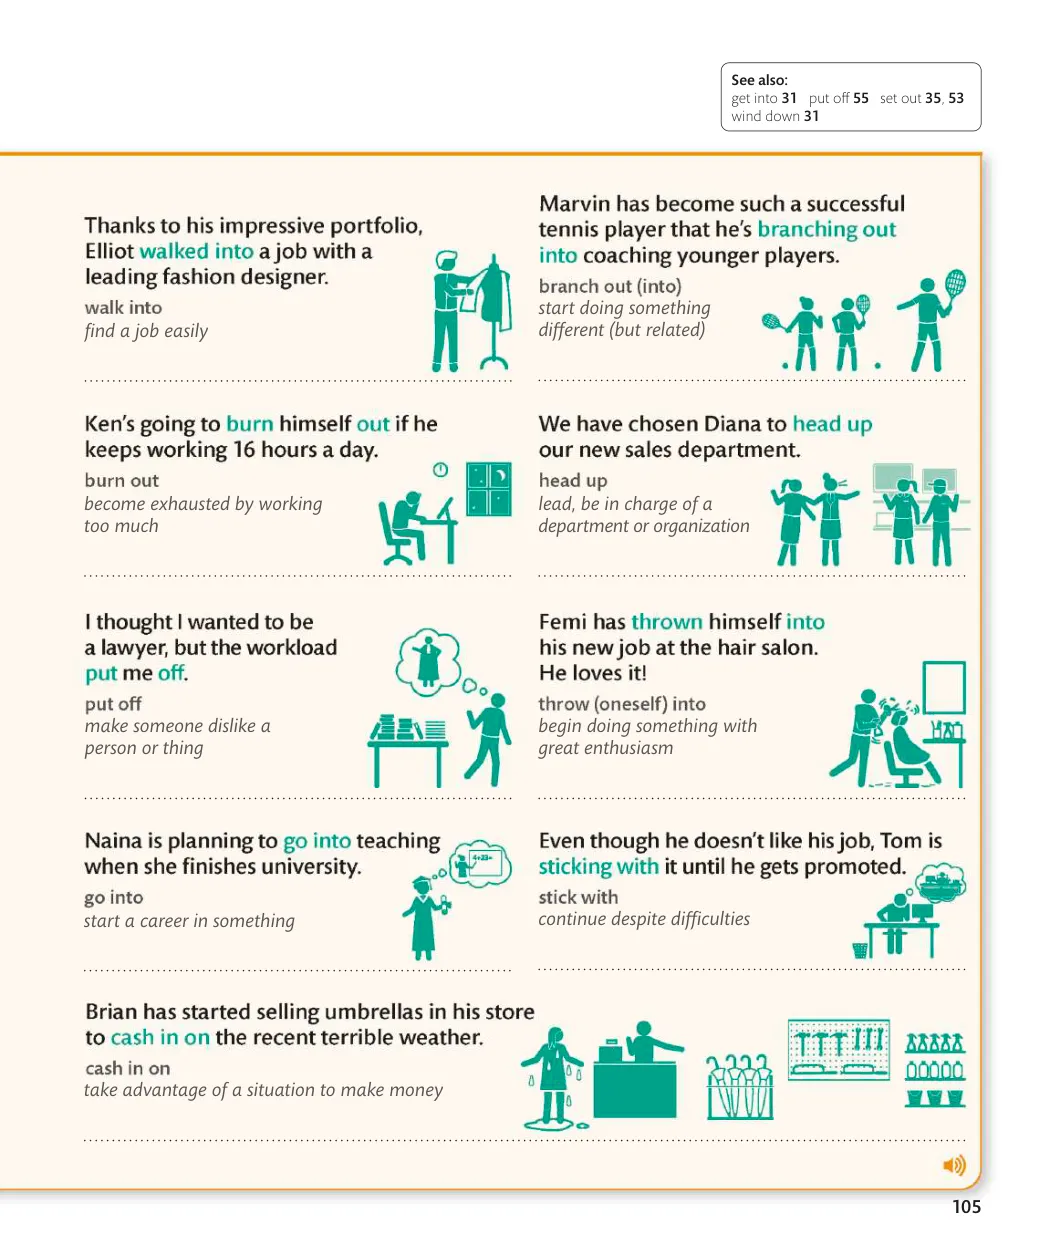 See also:
get into 31 put off 55 set out 35, 53
wind down 31
Thanks to his impressive portfolio,
Elliot walked into a job with a
leading fashion designer.
walk into
find a job easily
Marvin has become such a successful
tennis player that he's branching out
into coaching younger players.
branch out (into)
start doing something
different (but related)
Ken's going to burn himself out if he
keeps working 16 hours a day.
burn out
become exhausted by working
too much
We have chosen Diana to head up
our new sales department.
head up
lead, be in charge of a
department or organization
I thought I wanted to be
a lawyer, but the workload
put me off.
put off
make someone dislike a
person or thing
Femi has thrown himself into
his new job at the hair salon.
He loves it!
throw (oneself) into
begin doing something with
great enthusiasm
Naina is planning to go into teaching
when she finishes university.
go into
start a career in something
Even though he doesn't like his job, Tom is
sticking with it until he gets promoted.
stick with
continue despite difficulties
Brian has started selling umbrellas in his store
to cash in on the recent terrible weather.
cash in on
take advantage of a situation to make money
105